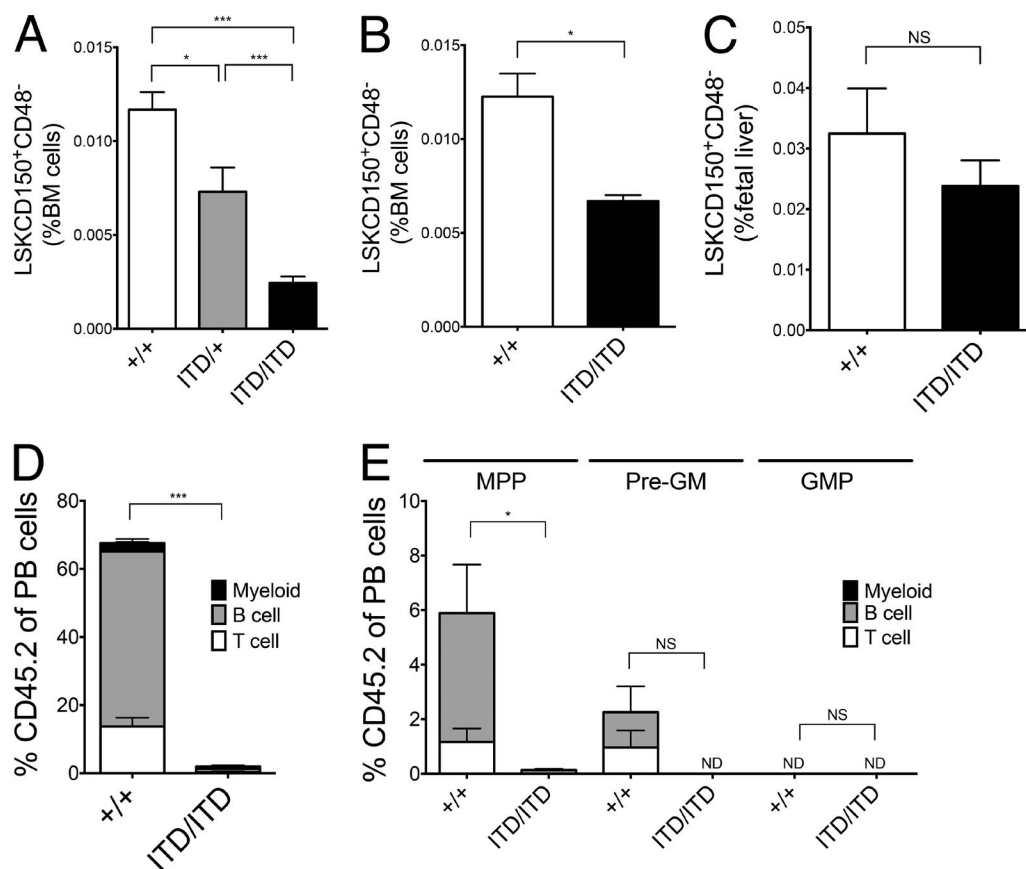 A
LSKCD150+CD48-
(%BM cells)
0.015
0.010
0.005
0.000
***
*
***
+/+
ITD/+
ITD/ITD
B
LSKCD150+CD48-
(%BM cells)
0.015
0.010
0.005
0.000
*
+/+
ITD/ITD
C
LSKCD150+CD48-
(%fetal liver)
0.05
0.04
0.03
0.02
0.01
0.00
NS
+/+
ITD/ITD
D
% CD45.2 of PB cells
80
60
40
20
0
***
Myeloid
B cell
T cell
+/+
ITD/ITD
E
MPP
Pre-GM
GMP
% CD45.2 of PB cells
10
8
6
4
2
0
*
NS
NS
Myeloid
B cell
T cell
ND
ND
ND
+/+
ITD/ITD
+/+
ITD/ITD
+/+
ITD/ITD